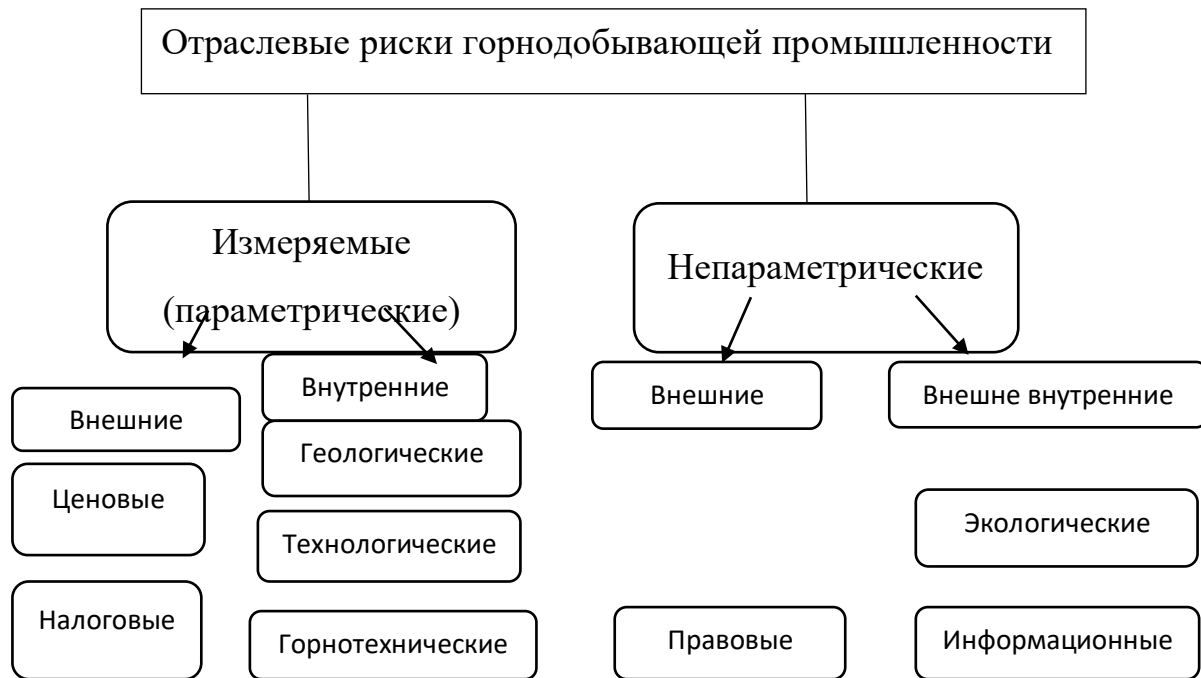 Отраслевые риски горнодобывающей промышленности
Измеряемые
(параметрические)
Непараметрические
Внешние
Внутренние
Внешние
Внешне внутренние
Ценовые
Геологические
Экологические
Технологические
Налоговые
Горнотехнические
Правовые
Информационные